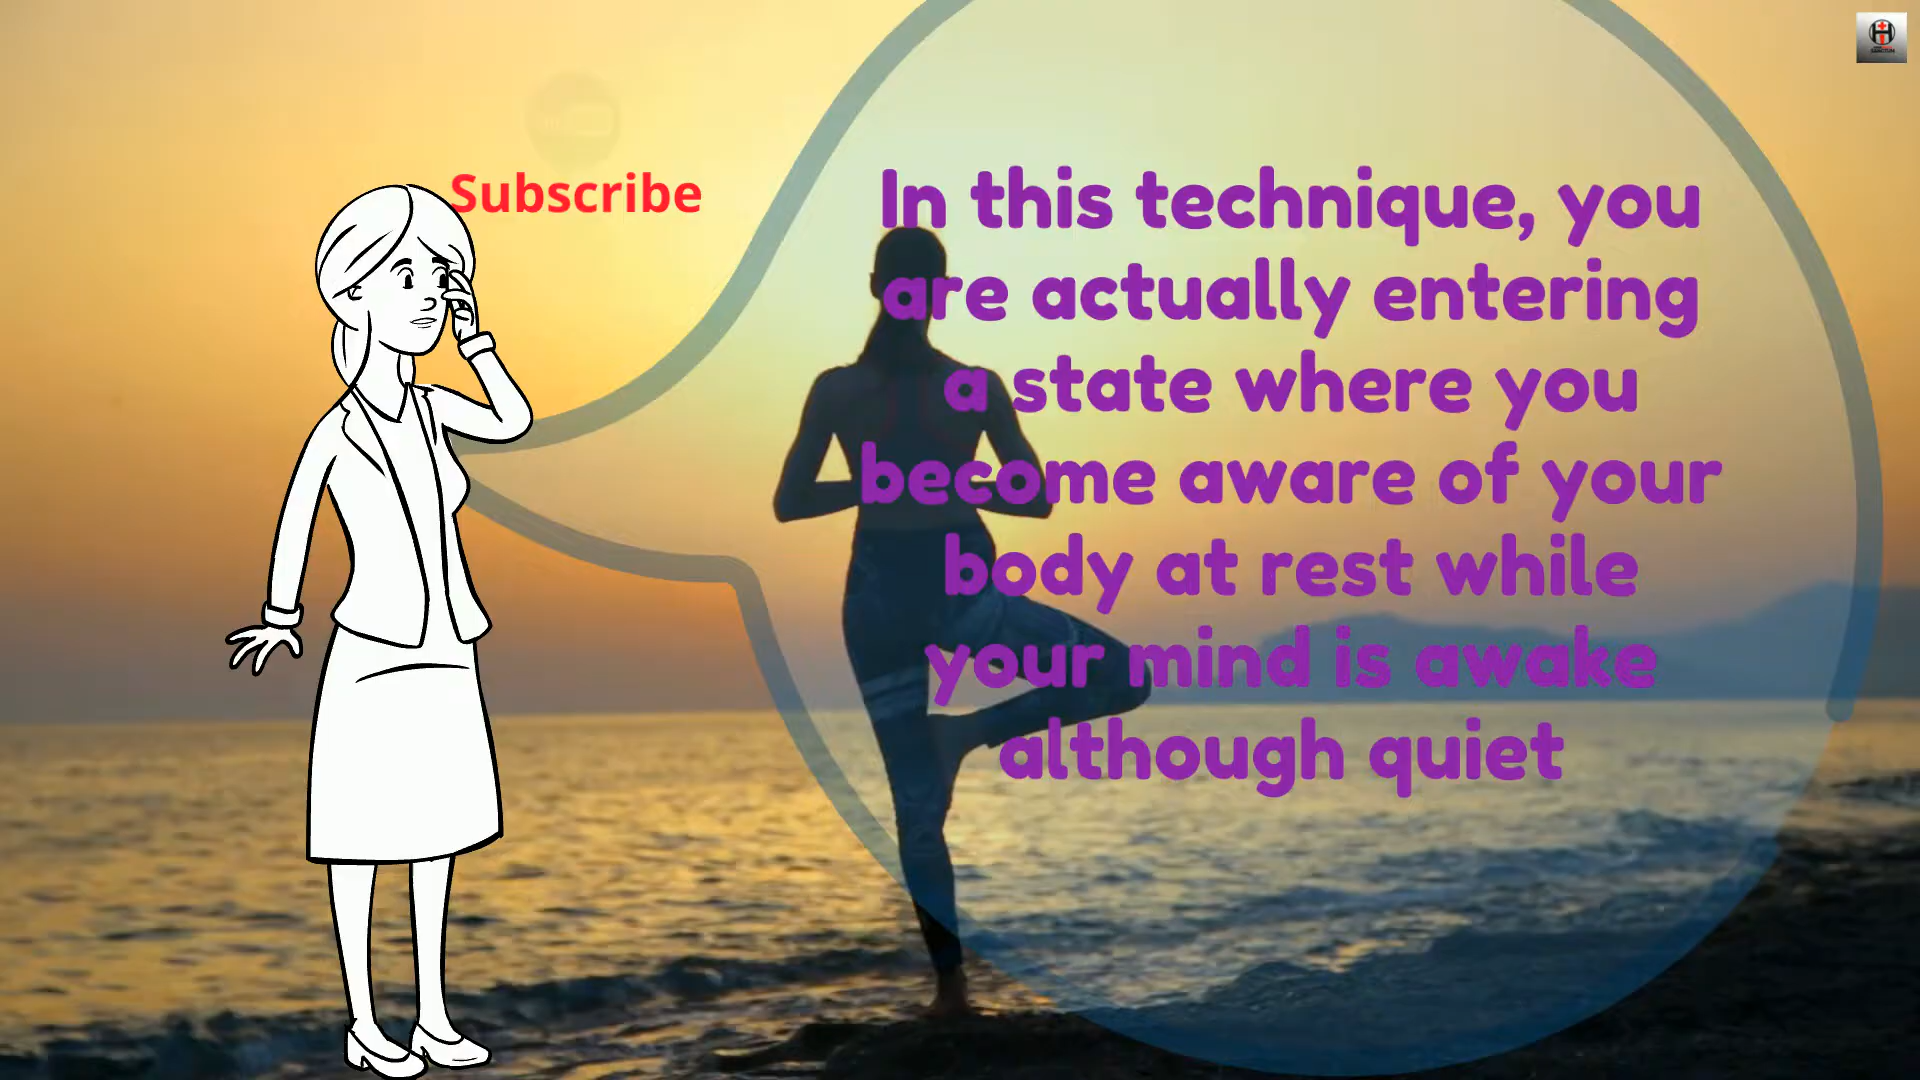 Subscribe
In this technique, you
are actually entering
a state where you
become aware of your
body at rest while
your mind is awake
although quiet